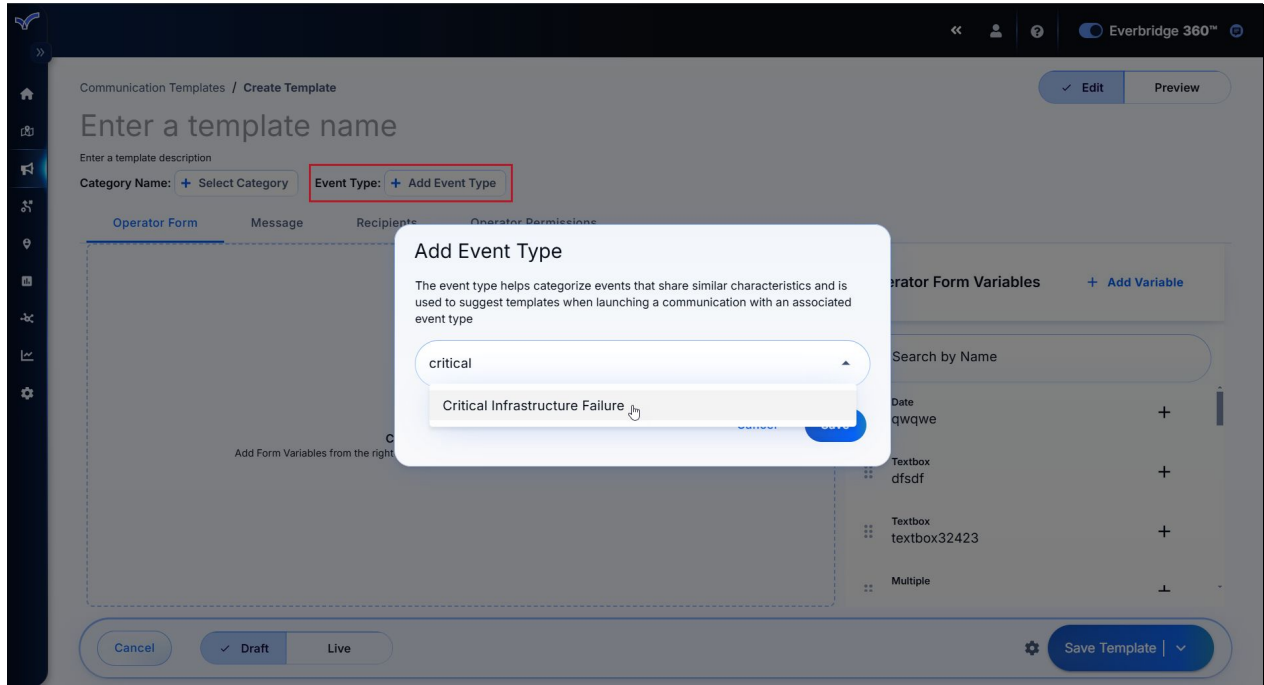 Everbridge 360™
Communication Templates / Create Template
Edit
Preview
Enter a template name
Enter a template description
Category Name: + Select Category
Event Type: + Add Event Type
Operator Form
Message
Recipients
Operator Permissions
Add Event Type
The event type helps categorize events that share similar characteristics and is
used to suggest templates when launching a communication with an associated
event type
critical
Critical Infrastructure Failure
Cancel
Save
erator Form Variables
+ Add Variable
Search by Name
Date
qwqwe
Textbox
dfsdf
Textbox
textbox32423
Multiple
C
Add Form Variables from the right
Cancel
Draft
Live
Save Template